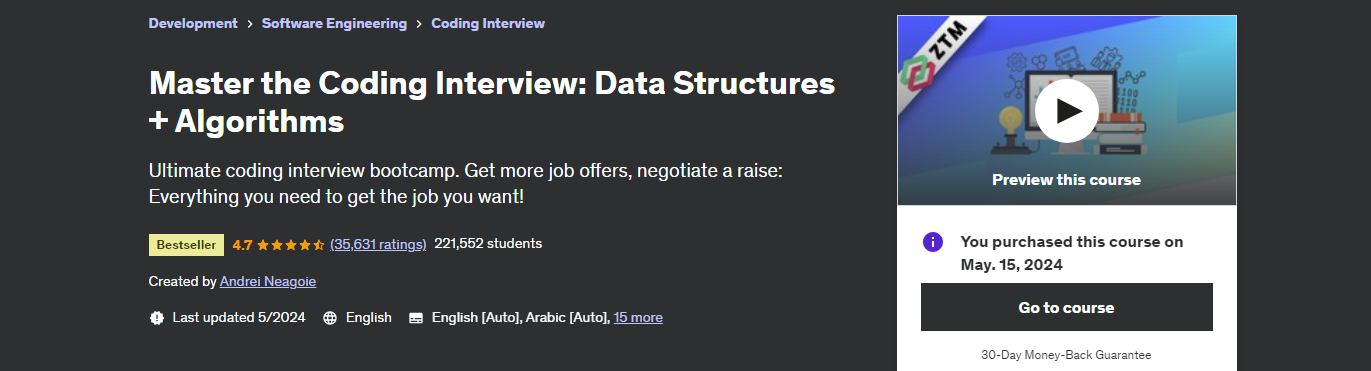 Development > Software Engineering > Coding Interview
Master the Coding Interview: Data Structures
+ Algorithms
Ultimate coding interview bootcamp. Get more job offers, negotiate a raise:
Everything you need to get the job you want!
Bestseller 4.7 (35,631 ratings) 221,552 students
Created by Andrei Neagoie
Last updated 5/2024 English English [Auto], Arabic [Auto], 15 more
ZTM
Preview this course
You purchased this course on
May. 15, 2024
Go to course
30-Day Money-Back Guarantee